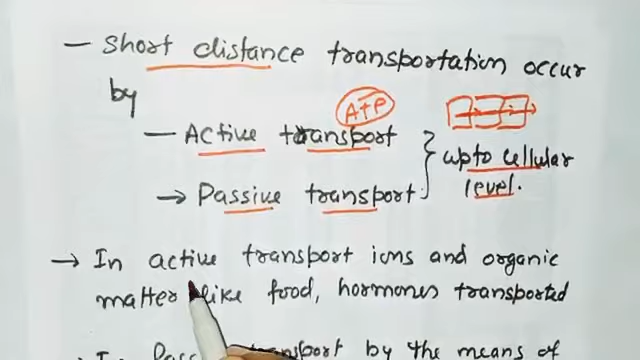 — Short distance transportation occur
by
ATP
— Active transport
→ Passive transport
upto cellular
level.
→ In active transport ions and organic
matter like food, hormones transported
transport by the means of